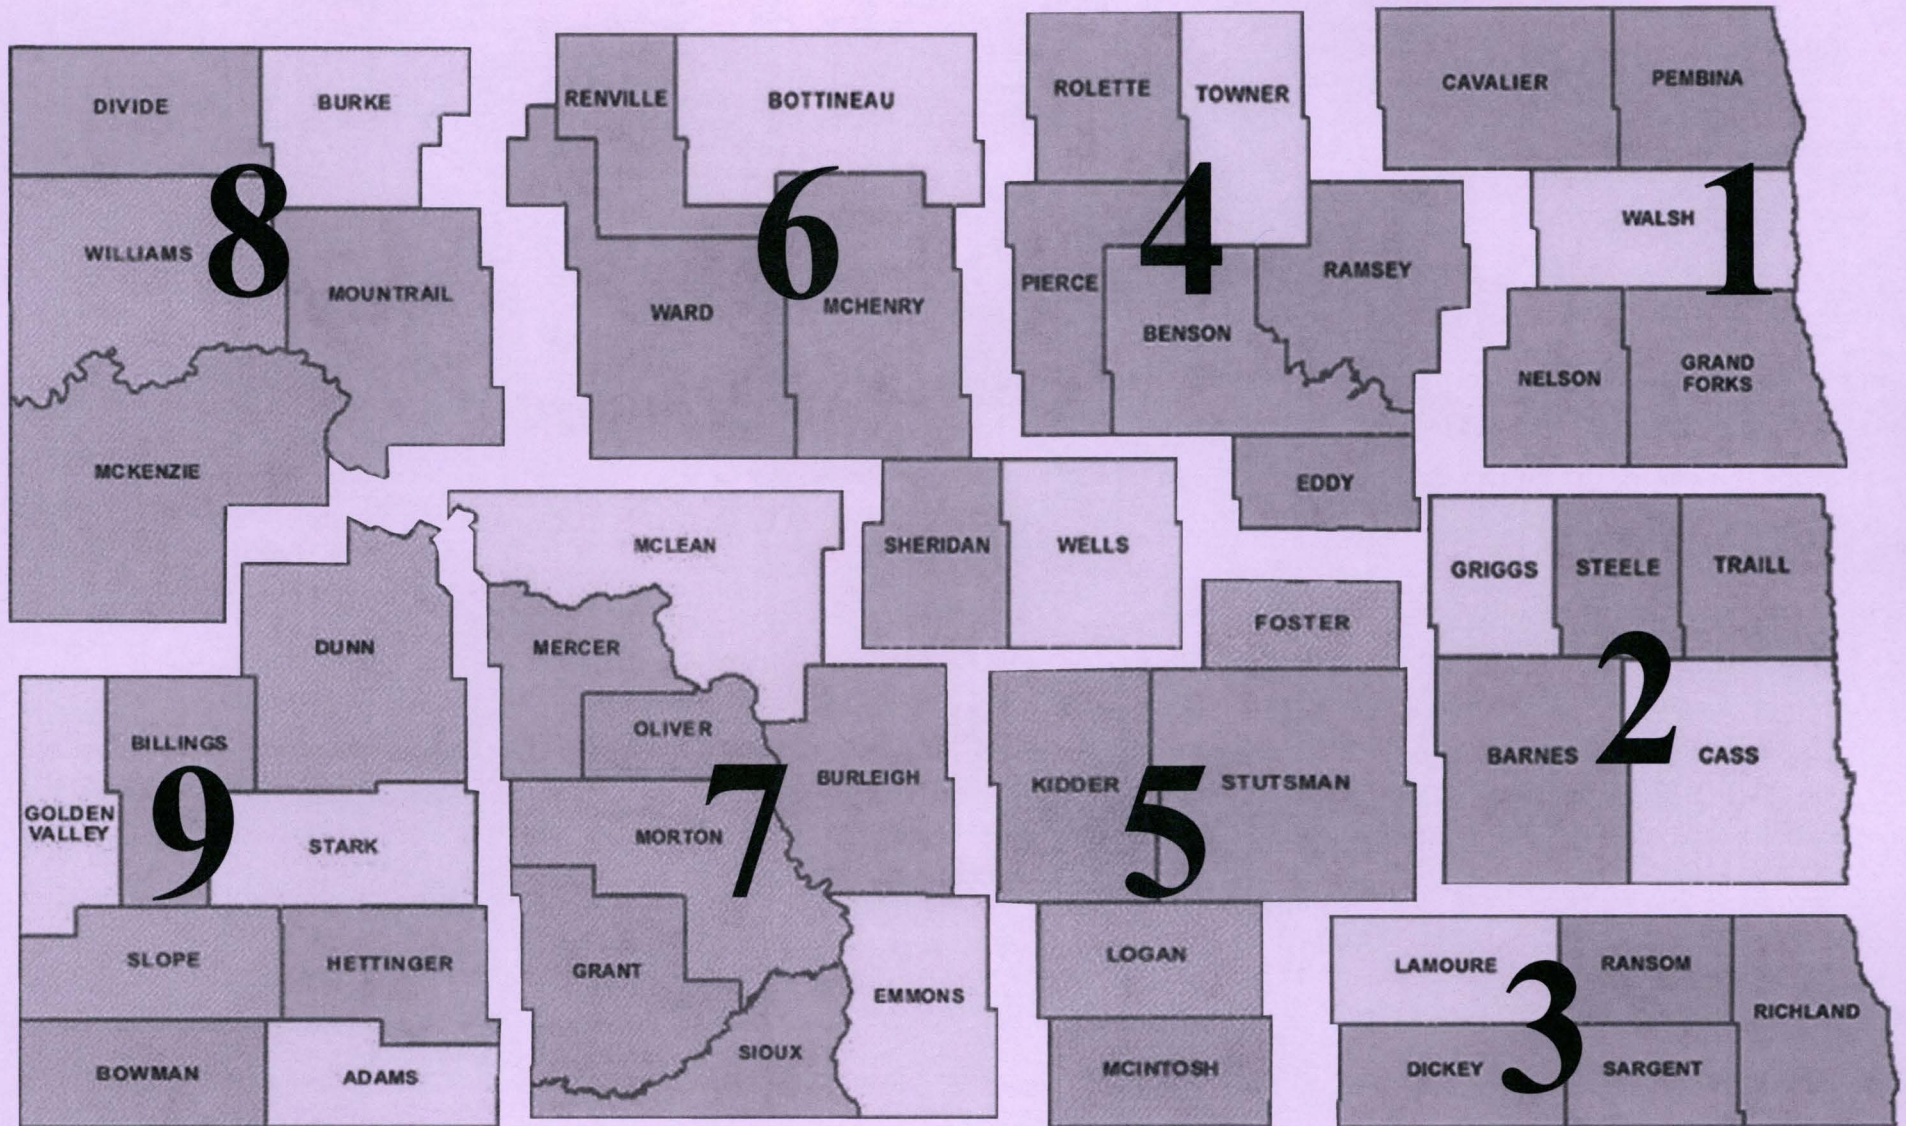 DIVIDE
BURKE
WILLIAMS
8
MOUNTRAIL
MCKENZIE
RENVILLE
BOTTINEAU
6
WARD
MCHENRY
SHERIDAN
WELLS
ROLETTE
TOWNER
4
PIERCE
RAMSEY
BENSON
EDDY
CAVALIER
PEMBINA
WALSH
1
NELSON
GRAND
FORKS
DUNN
BILLINGS
GOLDEN
VALLEY
9
STARK
SLOPE
HETTINGER
BOWMAN
ADAMS
MCLEAN
MERCER
OLIVER
BURLEIGH
7
MORTON
GRANT
EMMONS
SIOUX
FOSTER
KIDDER
STUTSMAN
5
LOGAN
MCINTOSH
GRIGGS
STEELE
TRAILL
2
BARNES
CASS
LAMOURE
RANSOM
RICHLAND
3
DICKEY
SARGENT